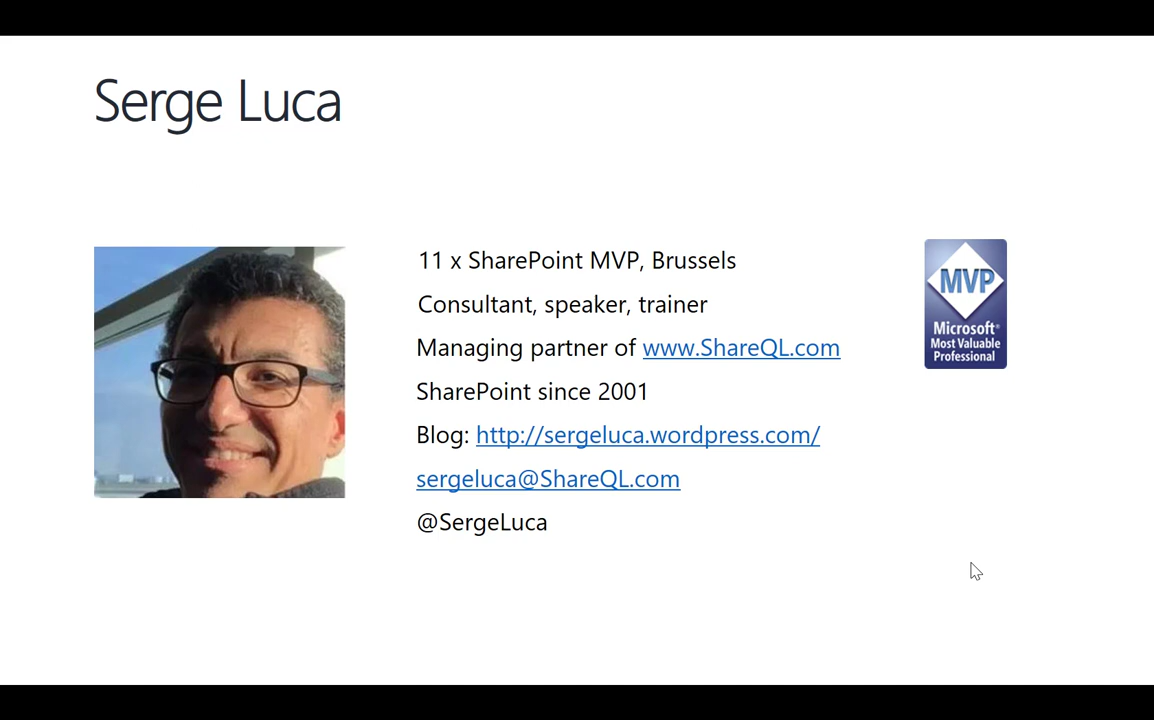 Serge Luca
11 x SharePoint MVP, Brussels
Consultant, speaker, trainer
Managing partner of www.ShareQL.com
SharePoint since 2001
Blog: http://sergeluca.wordpress.com/
sergeluca@ShareQL.com
@SergeLuca
MVP
Microsoft®
Most Valuable
Professional